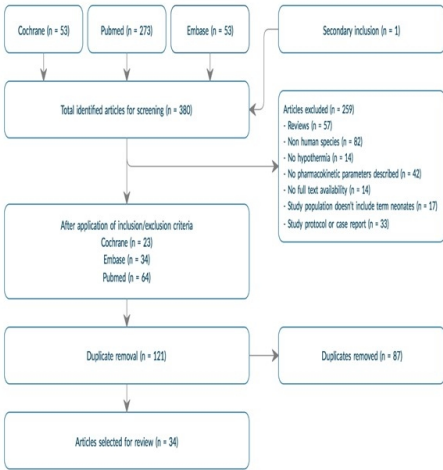 Cochrane (n = 53)
Pubmed (n = 273)
Embase (n = 53)
Secondary inclusion (n = 1)
Total identified articles for screening (n = 380)
Articles excluded (n = 259)
- Reviews (n = 57)
- Non human species (n = 82)
- No hypothermia (n = 14)
- No pharmacokinetic parameters described (n = 42)
- No full text availability (n = 14)
- Study population doesn't include term neonates (n = 17)
- Study protocol or case report (n = 33)
After application of inclusion/exclusion criteria
Cochrane (n = 23)
Embase (n = 34)
Pubmed (n = 64)
Duplicate removal (n = 121)
Duplicates removed (n = 87)
Articles selected for review (n = 34)